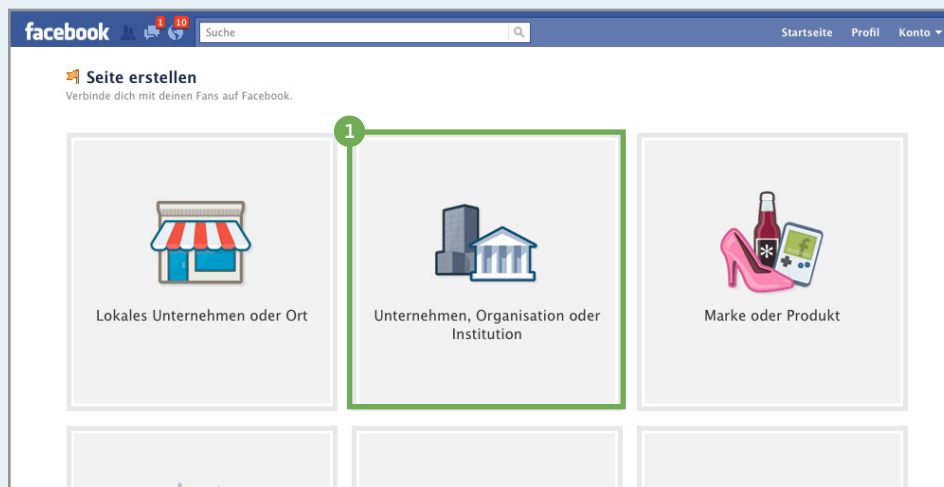 facebook
1
10
Suche
Startseite Profil Konto
Seite erstellen
Verbinde dich mit deinen Fans auf Facebook.
1
Lokales Unternehmen oder Ort
Unternehmen, Organisation oder
Institution
Marke oder Produkt